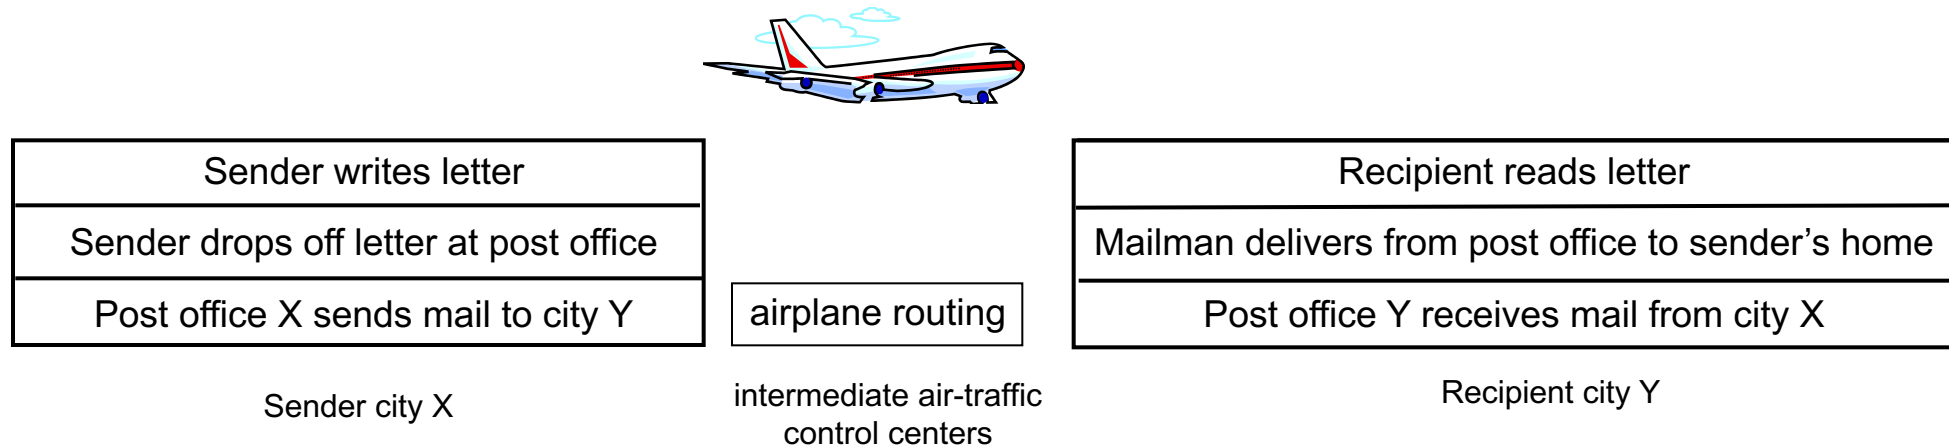 Sender writes letter
Sender drops off letter at post office
Post office X sends mail to city Y
Sender city X
airplane routing
intermediate air-traffic
control centers
Recipient reads letter
Mailman delivers from post office to sender’s home
Post office Y receives mail from city X
Recipient city Y